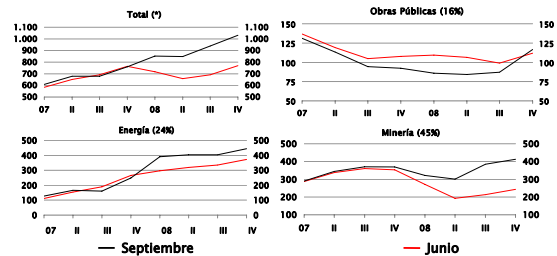 Total (*)
1.100 1.100
1.000 1.000
900 900
800 800
700 700
600 600
500 500
07 II III IV 08 II III IV
Obras Públicas (16%)
150 150
125 125
100 100
75 75
50 50
07 II III IV 08 II III IV
Energía (24%)
500 500
400 400
300 300
200 200
100 100
0 0
07 II III IV 08 II III IV
Minería (45%)
500 500
400 400
300 300
200 200
100 100
07 II III IV 08 II III IV
Septiembre Junio